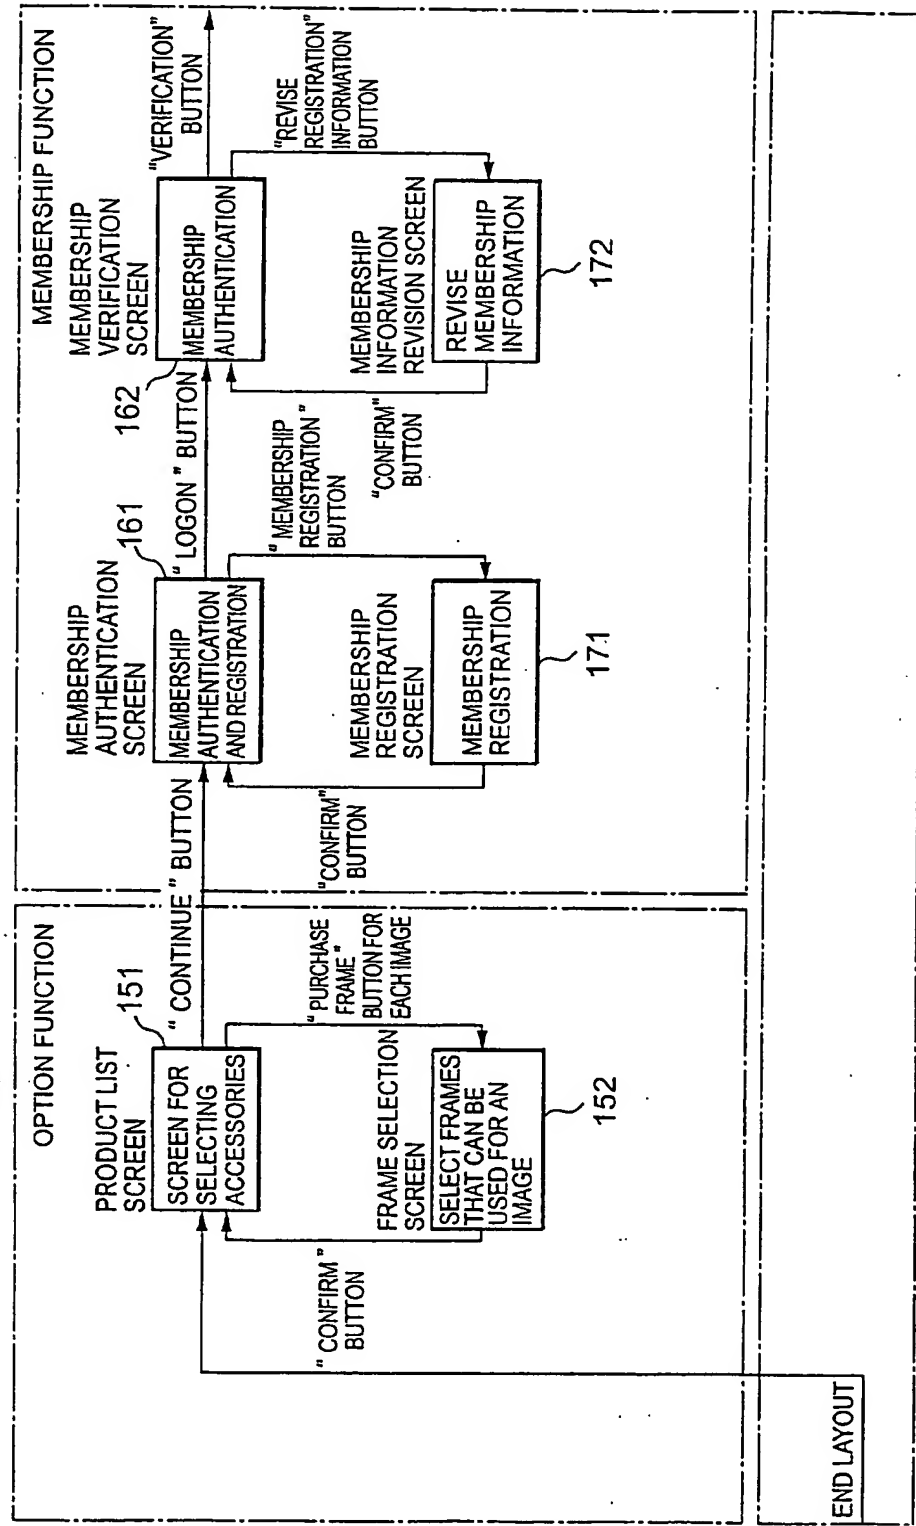 OPTION FUNCTION
PRODUCT LIST
SCREEN
151
SCREEN FOR
SELECTING
ACCESSORIES
"CONTINUE" BUTTON
"PURCHASE
FRAME"
BUTTON FOR
EACH IMAGE
"CONFIRM"
BUTTON
FRAME SELECTION
SCREEN
SELECT FRAMES
THAT CAN BE
USED FOR AN
IMAGE
152
END LAYOUT
MEMBERSHIP FUNCTION
MEMBERSHIP
AUTHENTICATION
SCREEN
161
MEMBERSHIP
AUTHENTICATION
AND REGISTRATION
"LOGON" BUTTON
"MEMBERSHIP
REGISTRATION"
BUTTON
"CONFIRM"
BUTTON
MEMBERSHIP
REGISTRATION
SCREEN
MEMBERSHIP
REGISTRATION
171
MEMBERSHIP
VERIFICATION
SCREEN
162
MEMBERSHIP
AUTHENTICATION
"VERIFICATION"
BUTTON
"REVISE
REGISTRATION"
INFORMATION
BUTTON
"CONFIRM"
BUTTON
MEMBERSHIP
INFORMATION
REVISION SCREEN
REVISE
MEMBERSHIP
INFORMATION
172